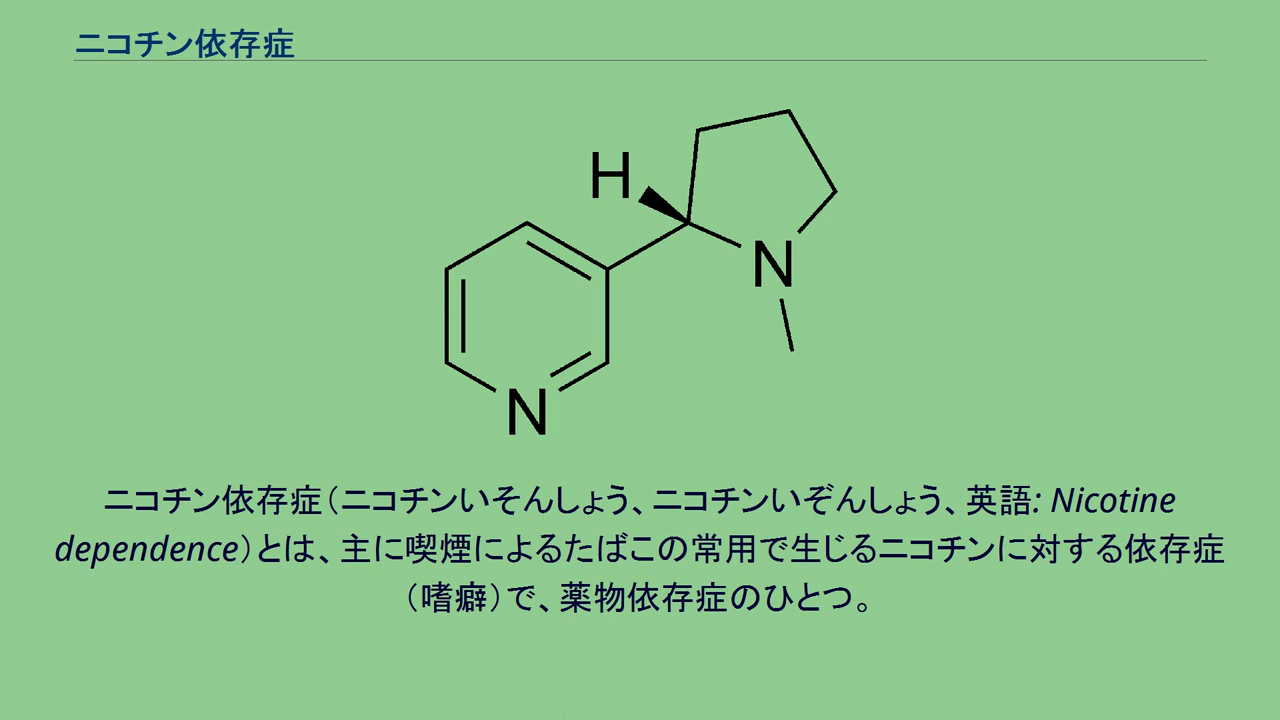 ニコチン依存症
H
N
N
ニコチン依存症（ニコチンいそんしょう、ニコチンいぞんしょう、英語: Nicotine
dependence）とは、主に喫煙によるたばこの常用で生じるニコチンに対する依存症
（嗜癖）で、薬物依存症のひとつ。